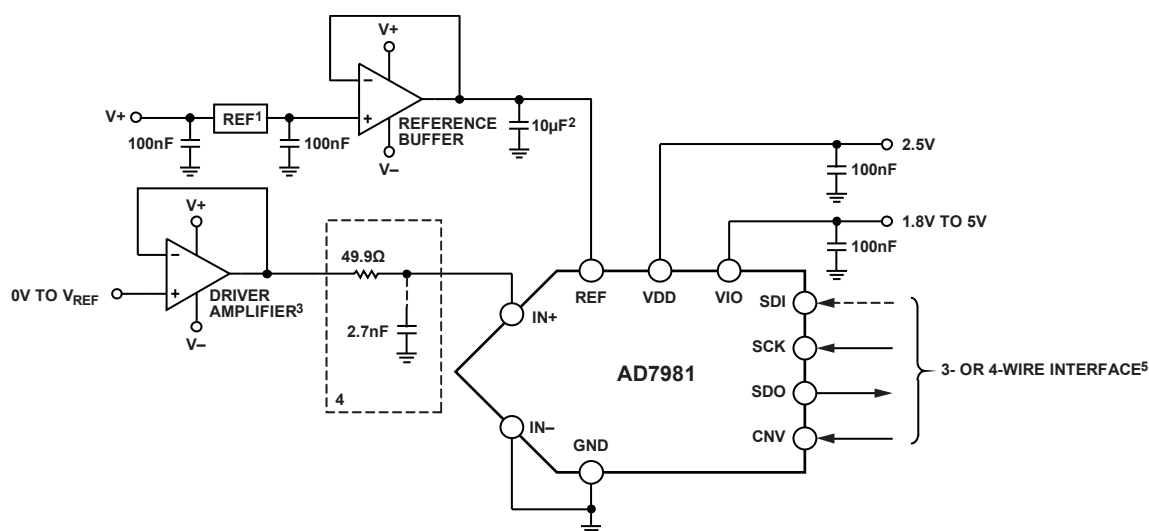 V+
V+
REF1
100nF
100nF
−
+
V−
REFERENCE
BUFFER
10µF2
2.5V
100nF
1.8V TO 5V
100nF
V+
−
+
0V TO VREF
V−
DRIVER
AMPLIFIER3
49.9Ω
2.7nF
4
REF
VDD
VIO
IN+
IN−
GND
AD7981
SDI
SCK
SDO
CNV
3- OR 4-WIRE INTERFACE5